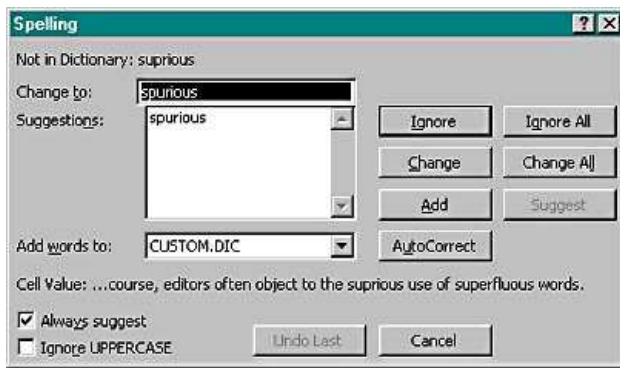 Spelling
Not in Dictionary: suprious
Change to: spurious
Suggestions: spurious
Ignore Ignore All
Change Change All
Add Suggest
Add words to: CUSTOM.DIC AutoCorrect
Cell Value: ...course, editors often object to the suprious use of superfluous words.
Always suggest
Ignore UPPERCASE
Undo Last Cancel